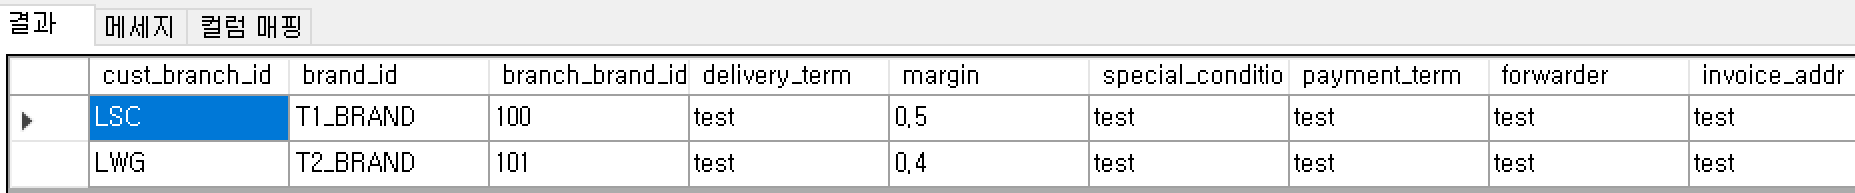 결과 메세지 컬럼 매핑
cust_branch_id brand_id branch_brand_id delivery_term margin special_conditio payment_term forwarder invoice_addr
LSC T1_BRAND 100 test 0,5 test test test test
LWG T2_BRAND 101 test 0,4 test test test test